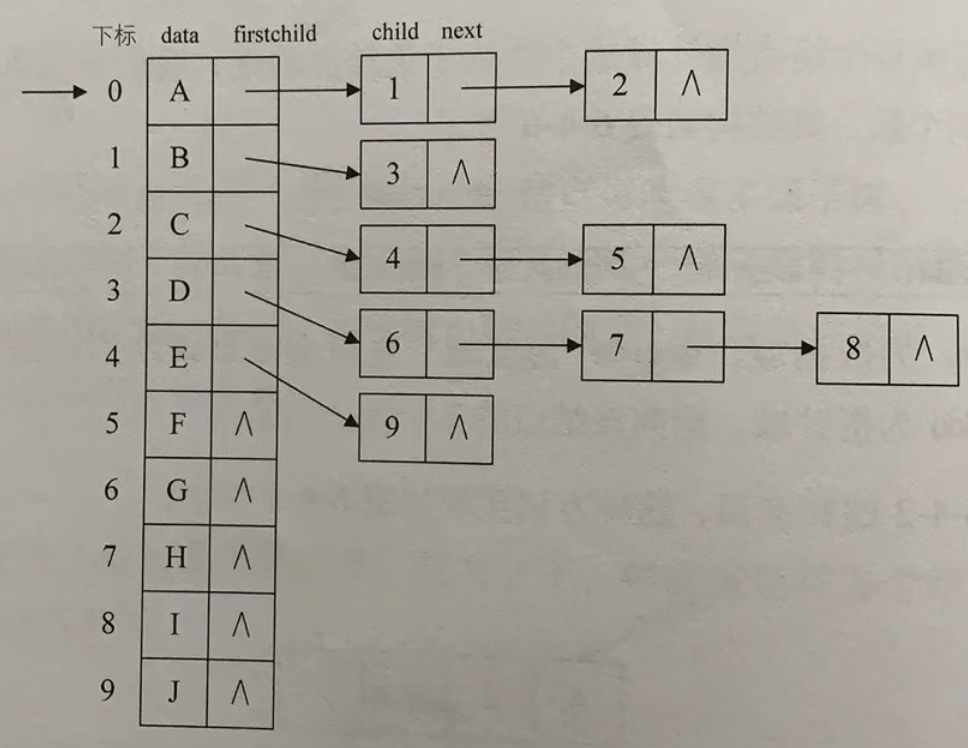 下标 data firstchild child next
0 A 1 2 ∧
1 B 3 ∧
2 C 4 5 ∧
3 D 6 7 8 ∧
4 E 9 ∧
5 F ∧
6 G ∧
7 H ∧
8 I ∧
9 J ∧